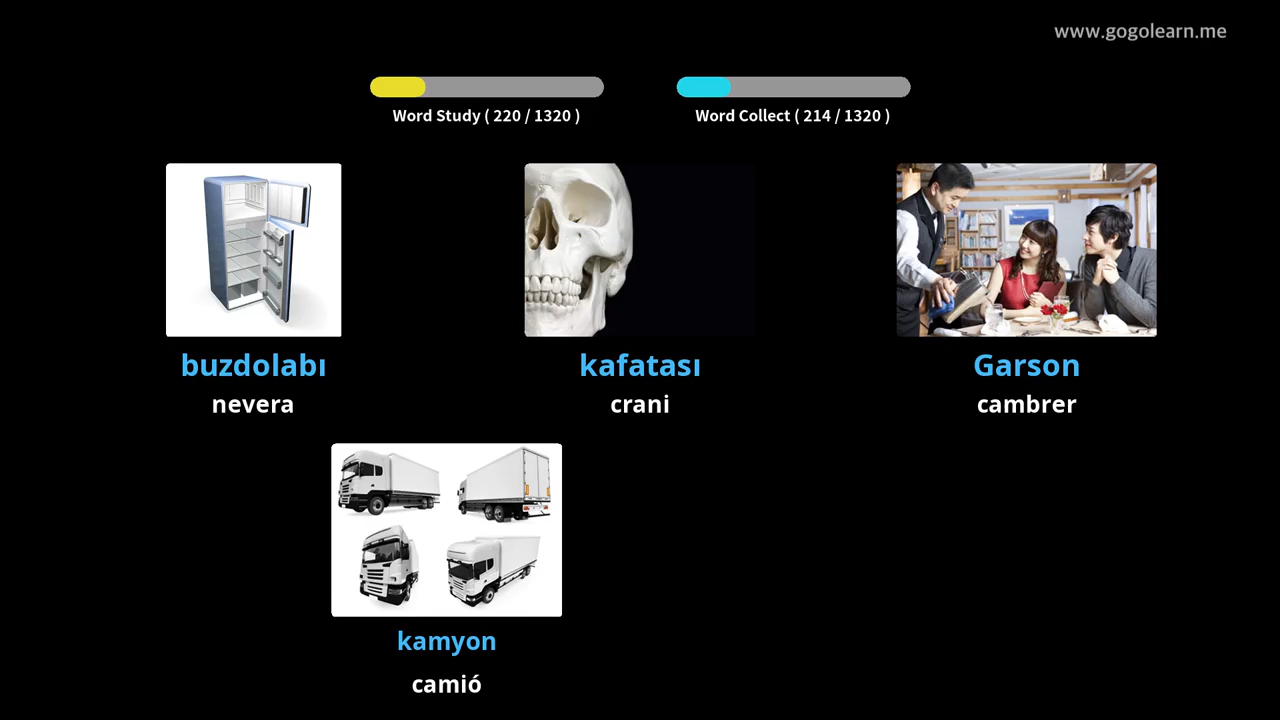 www.gogolearn.me
Word Study ( 220 / 1320 )
Word Collect ( 214 / 1320 )
buzdolabı
nevera
kafatası
crani
Garson
cambrer
kamyon
camió